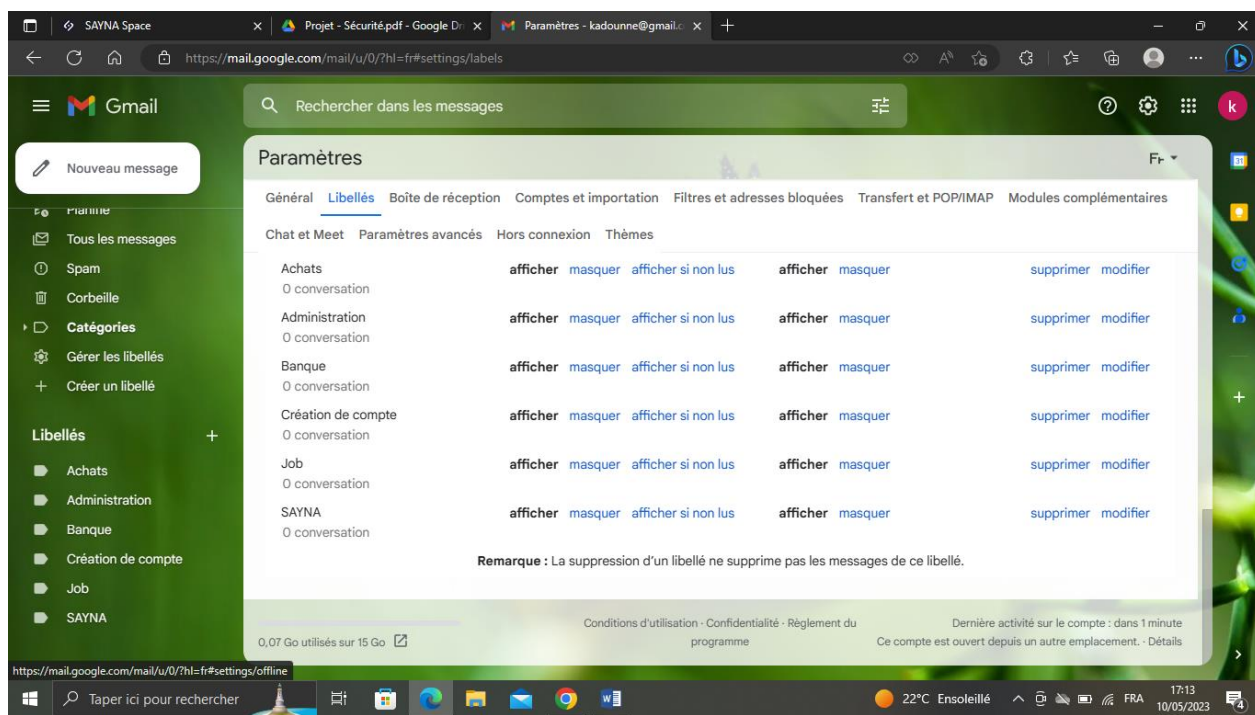 SAYNA Space
Projet - Sécurité.pdf - Google Dr
Paramètres - kadounne@gmail.c
https://mail.google.com/mail/u/0/?hl=fr#settings/labels
Gmail
Rechercher dans les messages
k
Nouveau message
Planifié
Tous les messages
Spam
Corbeille
Catégories
Gérer les libellés
Créer un libellé
Libellés
Achats
Administration
Banque
Création de compte
Job
SAYNA
Paramètres
Général Libellés Boîte de réception Comptes et importation Filtres et adresses bloquées Transfert et POP/IMAP Modules complémentaires
Chat et Meet Paramètres avancés Hors connexion Thèmes
Achats afficher masquer afficher si non lus afficher masquer supprimer modifier
0 conversation
Administration afficher masquer afficher si non lus afficher masquer supprimer modifier
0 conversation
Banque afficher masquer afficher si non lus afficher masquer supprimer modifier
0 conversation
Création de compte afficher masquer afficher si non lus afficher masquer supprimer modifier
0 conversation
Job afficher masquer afficher si non lus afficher masquer supprimer modifier
0 conversation
SAYNA afficher masquer afficher si non lus afficher masquer supprimer modifier
0 conversation
Remarque : La suppression d'un libellé ne supprime pas les messages de ce libellé.
0,07 Go utilisés sur 15 Go
Conditions d'utilisation · Confidentialité · Règlement du
programme
Dernière activité sur le compte : dans 1 minute
Ce compte est ouvert depuis un autre emplacement. · Détails
31
https://mail.google.com/mail/u/0/?hl=fr#settings/offline
Taper ici pour rechercher
22°C Ensoleillé
FRA
17:13
10/05/2023
4